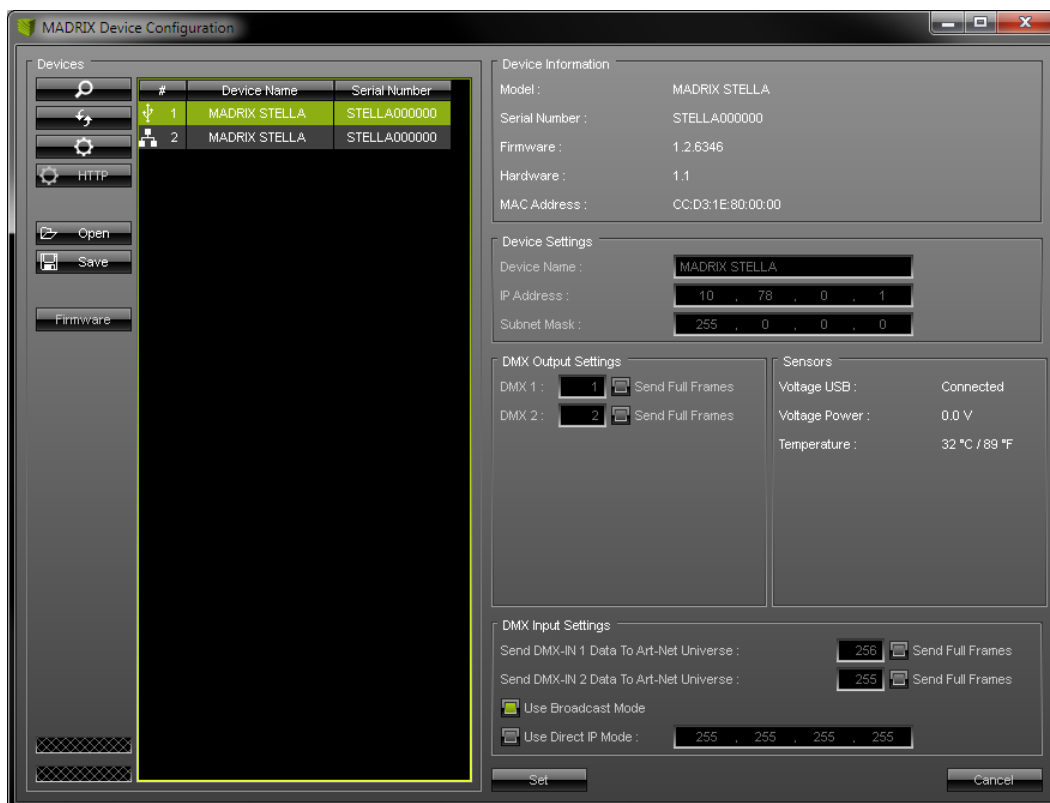 MADRIX Device Configuration
Devices
# Device Name Serial Number
1 MADRIX STELLA STELLA000000
2 MADRIX STELLA STELLA000000
HTTP
Open
Save
Firmware
Device Information
Model : MADRIX STELLA
Serial Number : STELLA000000
Firmware : 1.2.6346
Hardware : 1.1
MAC Address : CC:D3:1E:80:00:00
Device Settings
Device Name : MADRIX STELLA
IP Address : 10 . 78 . 0 . 1
Subnet Mask : 255 . 0 . 0 . 0
DMX Output Settings
DMX 1 : 1 Send Full Frames
DMX 2 : 2 Send Full Frames
Sensors
Voltage USB : Connected
Voltage Power : 0.0 V
Temperature : 32 °C / 89 °F
DMX Input Settings
Send DMX-IN 1 Data To Art-Net Universe : 256 Send Full Frames
Send DMX-IN 2 Data To Art-Net Universe : 255 Send Full Frames
Use Broadcast Mode
Use Direct IP Mode : 255 . 255 . 255 . 255
Set
Cancel